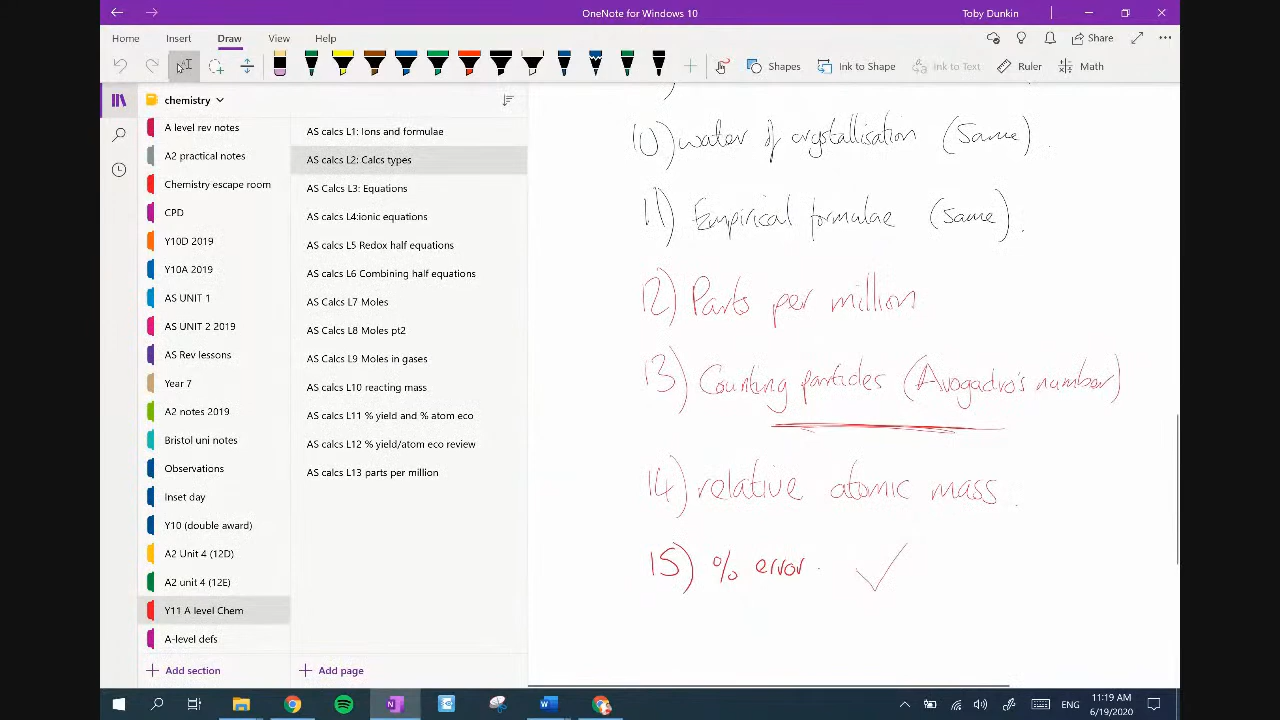 OneNote for Windows 10
Toby Dunkin
Home
Insert
Draw
View
Help
Share
Shapes
Ink to Shape
Ink to Text
Ruler
Math
chemistry
A level rev notes
A2 practical notes
Chemistry escape room
CPD
Y10D 2019
Y10A 2019
AS UNIT 1
AS UNIT 2 2019
AS Rev lessons
Year 7
A2 notes 2019
Bristol uni notes
Observations
Inset day
Y10 (double award)
A2 Unit 4 (12D)
A2 unit 4 (12E)
Y11 A level Chem
A-level defs
Add section
AS calcs L1: Ions and formulae
AS calcs L2: Calcs types
AS Calcs L3: Equations
AS calcs L4:ionic equations
AS calcs L5 Redox half equations
AS calcs L6 Combining half equations
AS Calcs L7 Moles
AS Calcs L8 Moles pt2
AS Calcs L9 Moles in gases
AS calcs L10 reacting mass
AS calcs L11 % yield and % atom eco
AS calcs L12 % yield/atom eco review
AS calcs L13 parts per million
Add page
10) water of crystallisation (same).
11) Empirical formulae (same).
12) Parts per million
13) Counting particles (Avogadro's number)
14) relative atomic mass.
15) % error. ✓
ENG
11:19 AM
6/19/2020